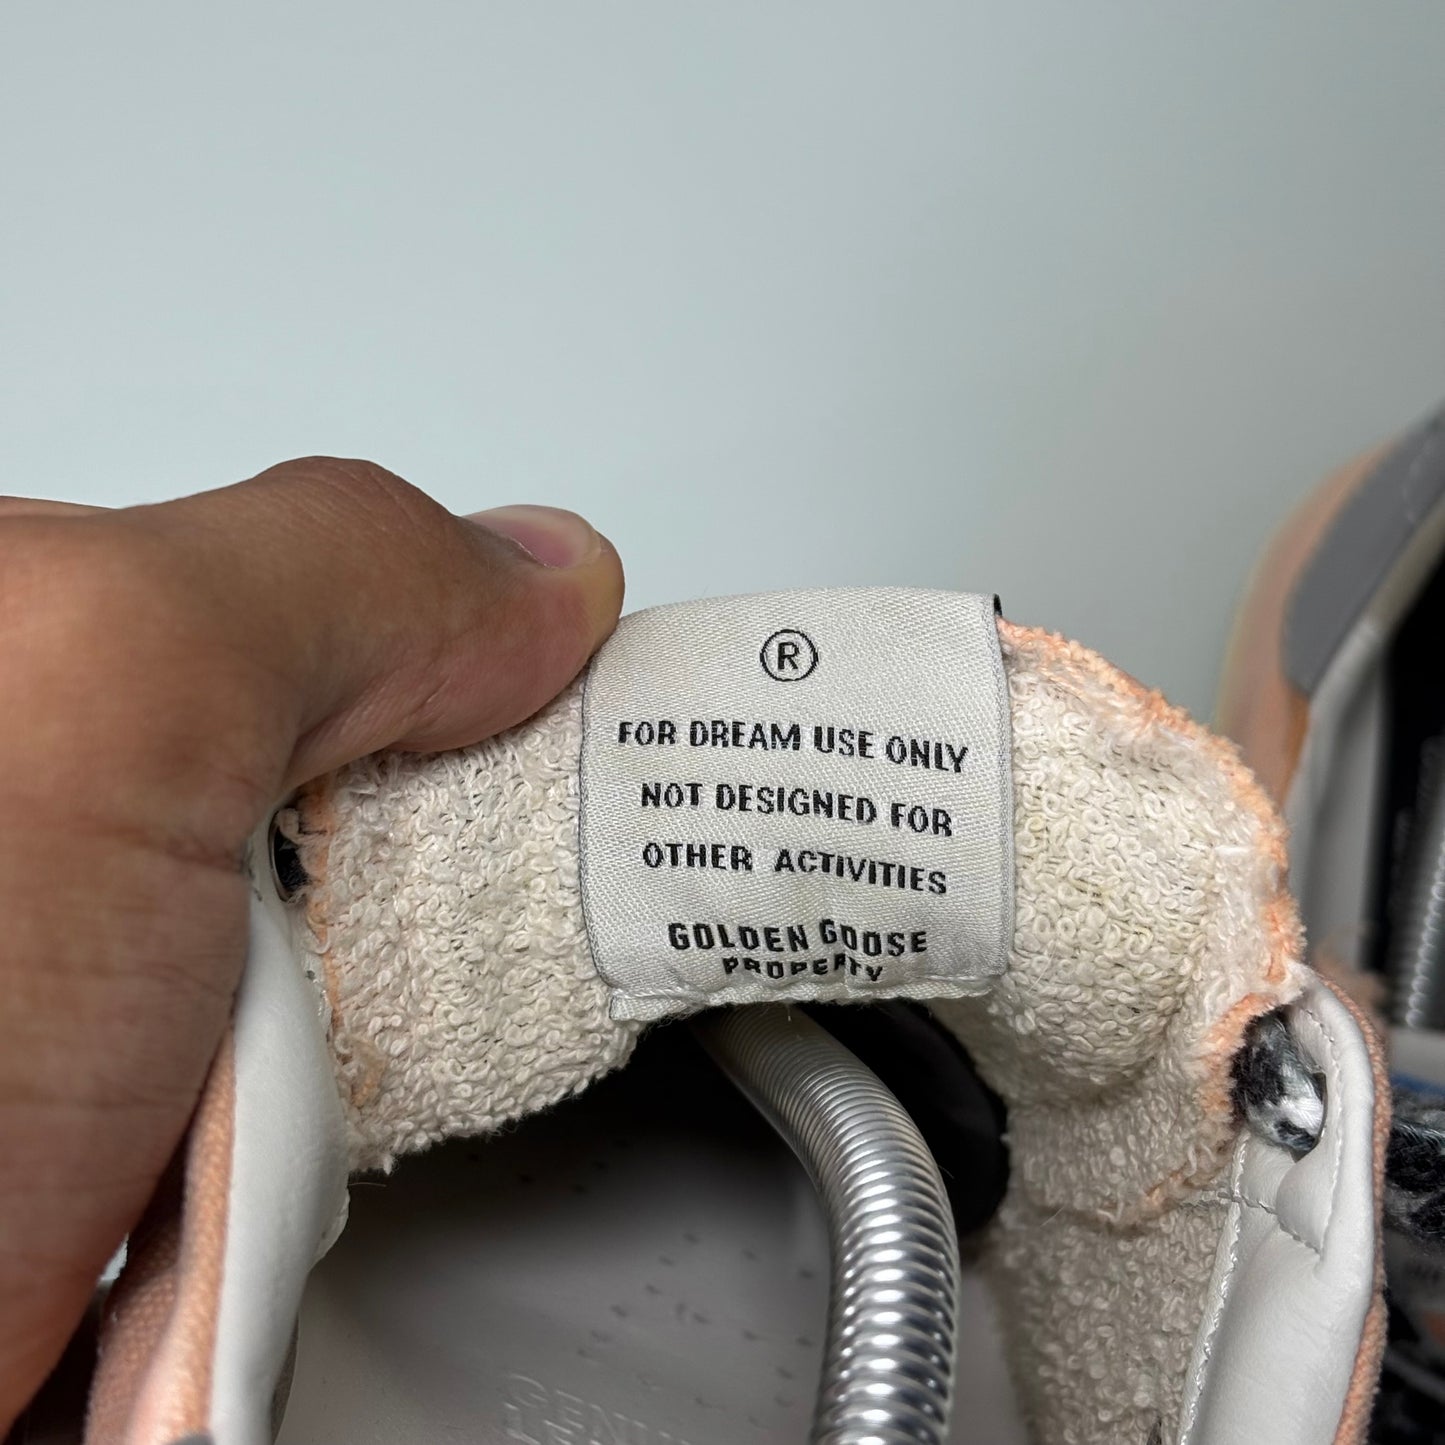 ®
FOR DREAM USE ONLY
NOT DESIGNED FOR
OTHER ACTIVITIES
GOLDEN GOOSE
PROPERTY